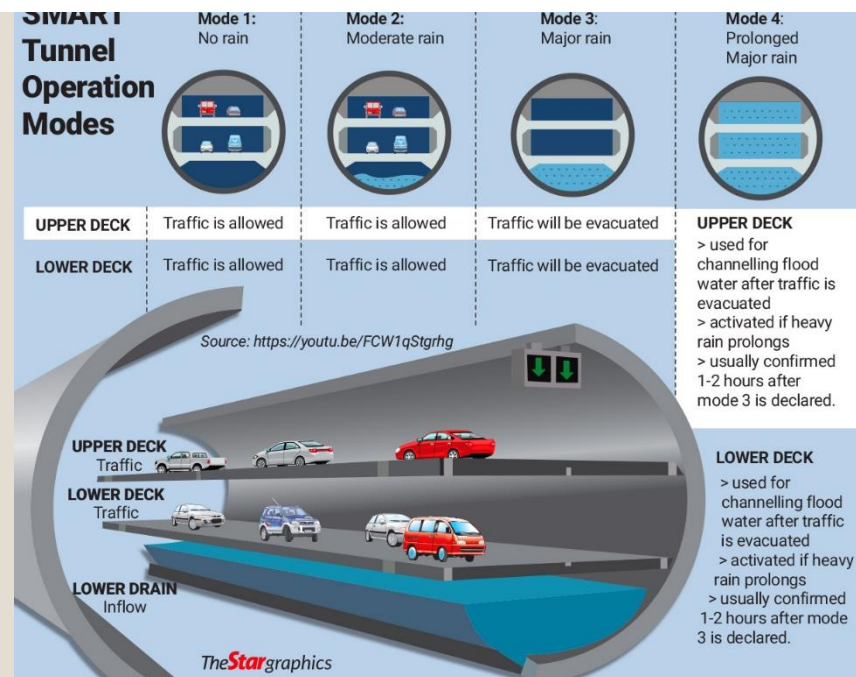 SMART
Tunnel
Operation
Modes
Mode 1:
No rain
Mode 2:
Moderate rain
Mode 3:
Major rain
Mode 4:
Prolonged
Major rain
UPPER DECK
Traffic is allowed
Traffic is allowed
Traffic will be evacuated
LOWER DECK
Traffic is allowed
Traffic is allowed
Traffic will be evacuated
UPPER DECK
> used for
channelling flood
water after traffic is
evacuated
> activated if heavy
rain prolongs
> usually confirmed
1-2 hours after
mode 3 is declared.
LOWER DECK
> used for
channelling flood
water after traffic
is evacuated
> activated if heavy
rain prolongs
> usually confirmed
1-2 hours after mode
3 is declared.
Source: https://youtu.be/FCW1qStgrhg
UPPER DECK
Traffic
LOWER DECK
Traffic
LOWER DRAIN
Inflow
TheStargraphics